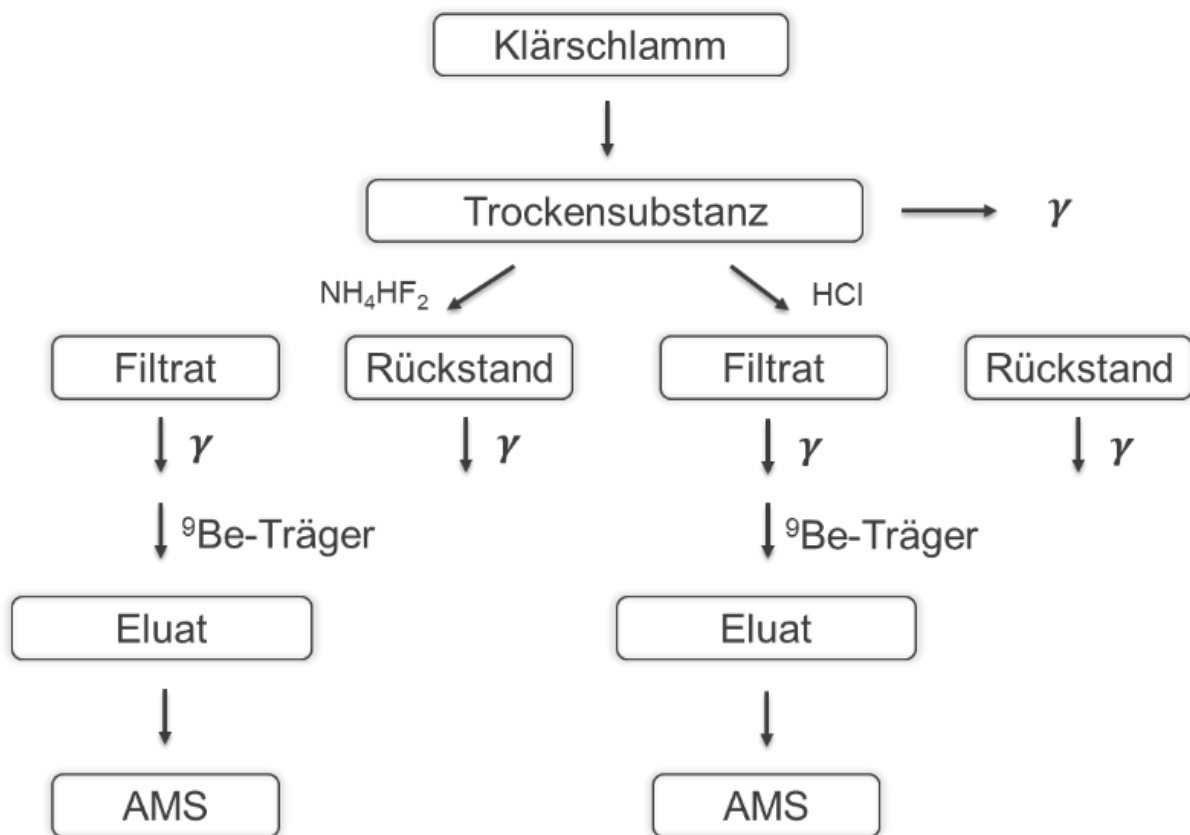 Klärschlamm
Trockensubstanz
γ
NH₄HF₂
HCl
Filtrat
Rückstand
Filtrat
Rückstand
γ
γ
γ
γ
⁹Be-Träger
⁹Be-Träger
Eluat
Eluat
AMS
AMS